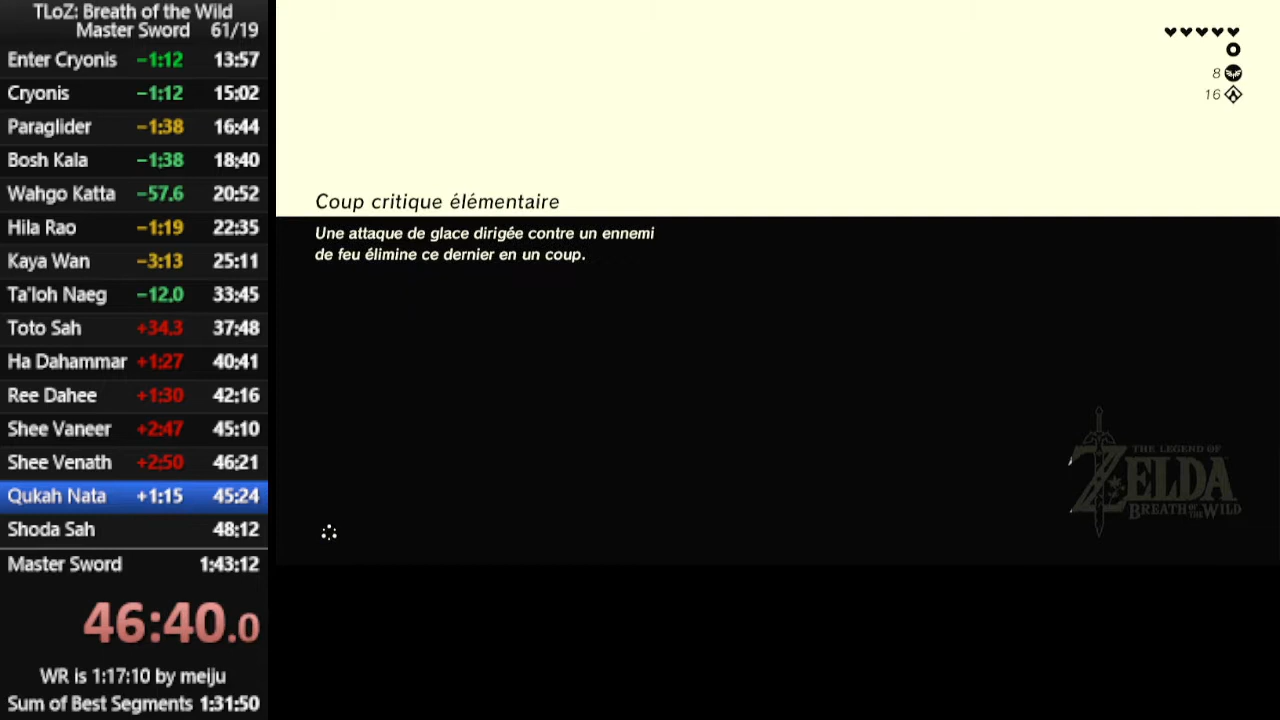 TLoZ: Breath of the Wild
Master Sword 61/19
Enter Cryonis -1:12 13:57
Cryonis -1:12 15:02
Paraglider -1:38 16:44
Bosh Kala -1:38 18:40
Wahgo Katta -57.6 20:52
Hila Rao -1:19 22:35
Kaya Wan -3:13 25:11
Ta'loh Naeg -12.0 33:45
Toto Sah +34.3 37:48
Ha Dahammar +1:27 40:41
Ree Dahee +1:30 42:16
Shee Vaneer +2:47 45:10
Shee Venath +2:50 46:21
Qukah Nata +1:15 45:24
Shoda Sah 48:12
Master Sword 1:43:12
46:40.0
WR is 1:17:10 by meiju
Sum of Best Segments 1:31:50
8
16
Coup critique élémentaire
Une attaque de glace dirigée contre un ennemi
de feu élimine ce dernier en un coup.
THE LEGEND OF
ZELDA
BREATH OF THE WILD